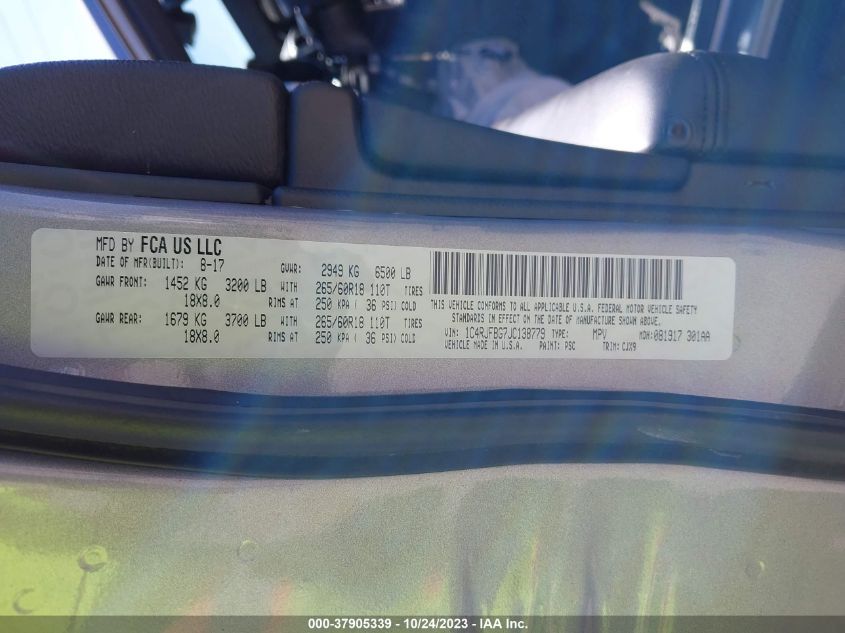 MFD BY FCA US LLC
DATE OF MFR(BUILT): 8-17 GVWR: 2949 KG 6500 LB
GAWR FRONT: 1452 KG 3200 LB WITH 265/60R18 110T TIRES
18X8.0 RIMS AT 250 KPA ( 36 PSI) COLD
GAWR REAR: 1679 KG 3700 LB WITH 265/60R18 110T TIRES
18X8.0 RIMS AT 250 KPA ( 36 PSI) COLD
THIS VEHICLE CONFORMS TO ALL APPLICABLE U.S.A. FEDERAL MOTOR VEHICLE SAFETY
STANDARDS IN EFFECT ON THE DATE OF MANUFACTURE SHOWN ABOVE.
VIN: 1C4RJFBG7JC138779 TYPE: MPV MDH:081917 301AA
VEHICLE MADE IN U.S.A. PAINT: PSC TRIM: CJX9
000-37905339 - 10/24/2023 - IAA Inc.